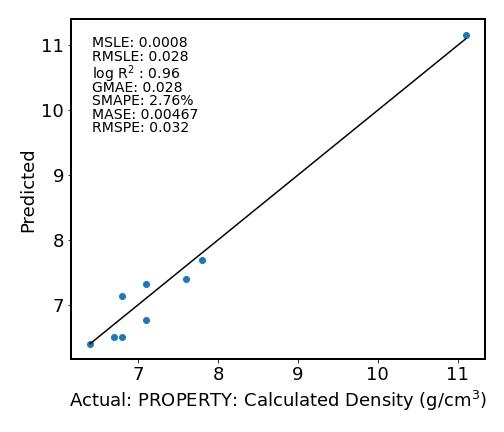 MSLE: 0.0008
RMSLE: 0.028
log R² : 0.96
GMAE: 0.028
SMAPE: 2.76%
MASE: 0.00467
RMSPE: 0.032
11
10
9
8
7
Predicted
7 8 9 10 11
Actual: PROPERTY: Calculated Density (g/cm³)